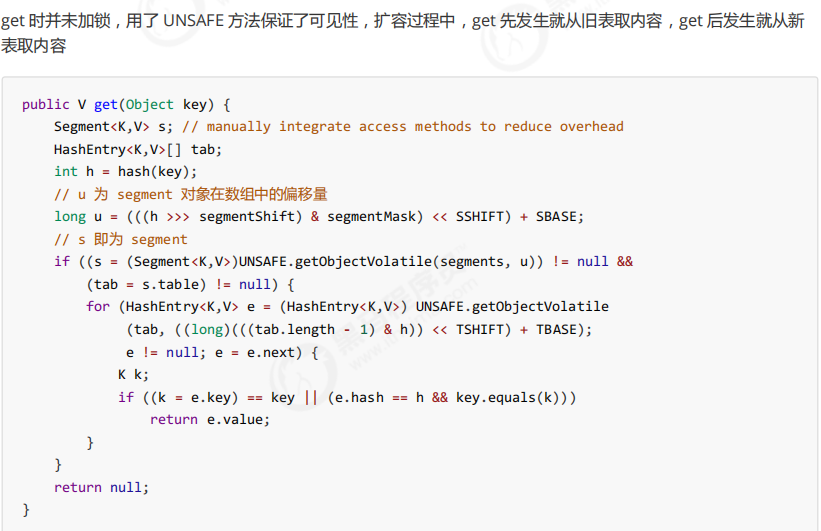 get 时并未加锁，用了 UNSAFE 方法保证了可见性，扩容过程中，get 先发生就从旧表取内容，get 后发生就从新
表取内容
public V get(Object key) {
    Segment<K,V> s; // manually integrate access methods to reduce overhead
    HashEntry<K,V>[] tab;
    int h = hash(key);
    // u 为 segment 对象在数组中的偏移量
    long u = (((h >>> segmentShift) & segmentMask) << SSHIFT) + SBASE;
    // s 即为 segment
    if ((s = (Segment<K,V>)UNSAFE.getObjectVolatile(segments, u)) != null &&
        (tab = s.table) != null) {
        for (HashEntry<K,V> e = (HashEntry<K,V>) UNSAFE.getObjectVolatile
             (tab, ((long)(((tab.length - 1) & h)) << TSHIFT) + TBASE);
             e != null; e = e.next) {
            K k;
            if ((k = e.key) == key || (e.hash == h && key.equals(k)))
                return e.value;
        }
    }
    return null;
}